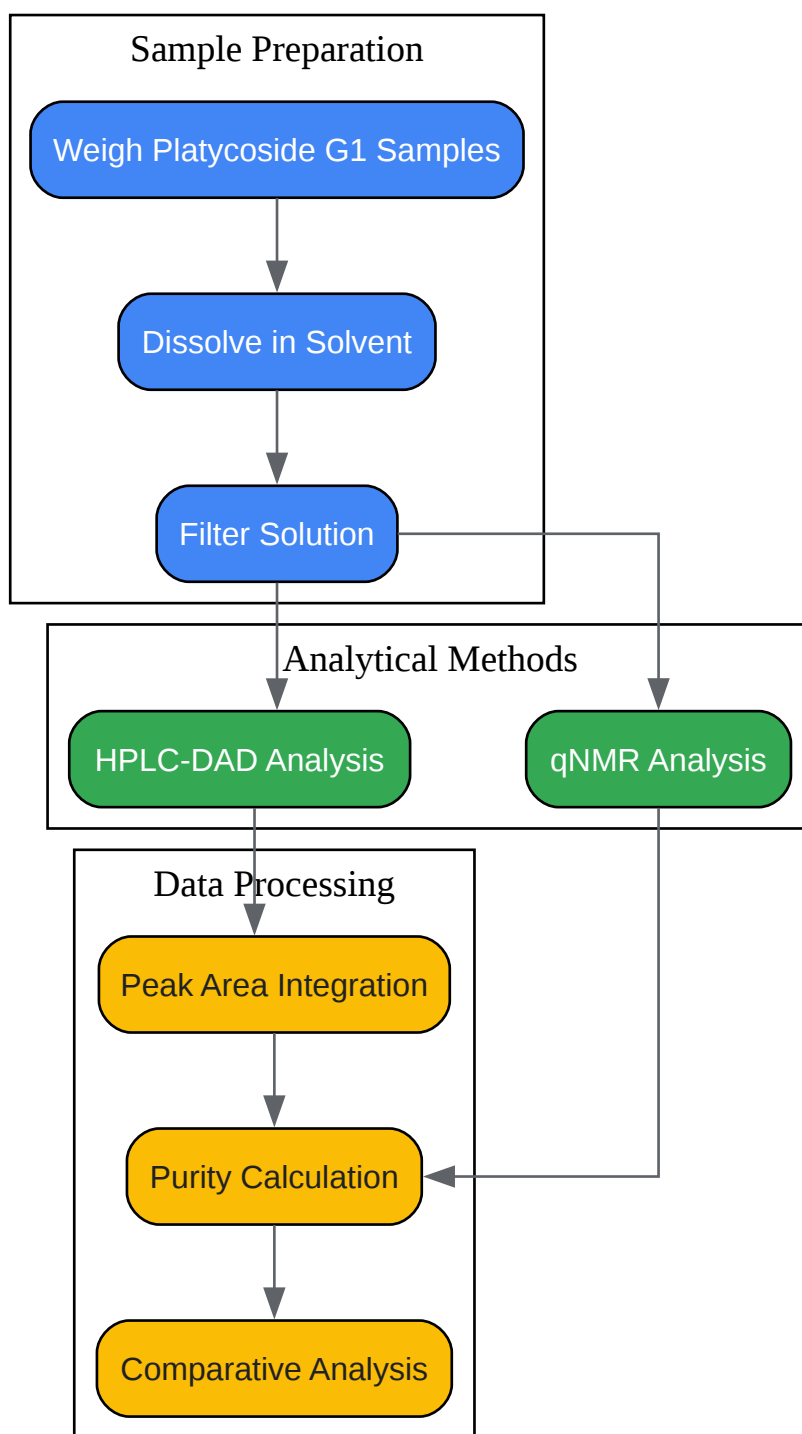 Sample Preparation
Weigh Platycoside G1 Samples
Dissolve in Solvent
Filter Solution
Analytical Methods
HPLC-DAD Analysis
qNMR Analysis
Data Processing
Peak Area Integration
Purity Calculation
Comparative Analysis